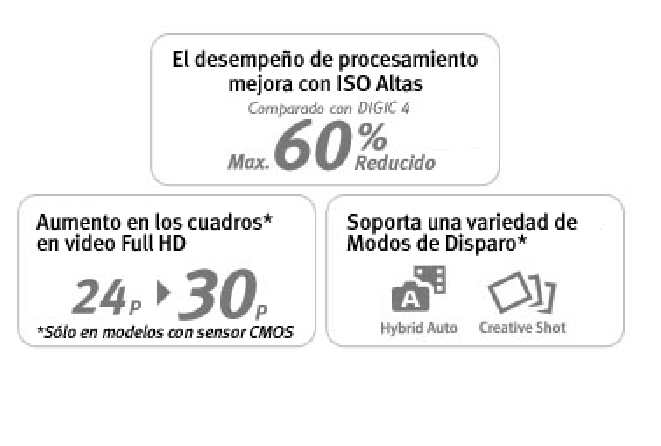 El desempeño de procesamiento
mejora con ISO Altas
Comparado con DIGIC 4
Max. 60% Reducido
Aumento en los cuadros*
en video Full HD
24P 30P
*Sólo en modelos con sensor CMOS
Soporta una variedad de
Modos de Disparo*
A
Hybrid Auto Creative Shot